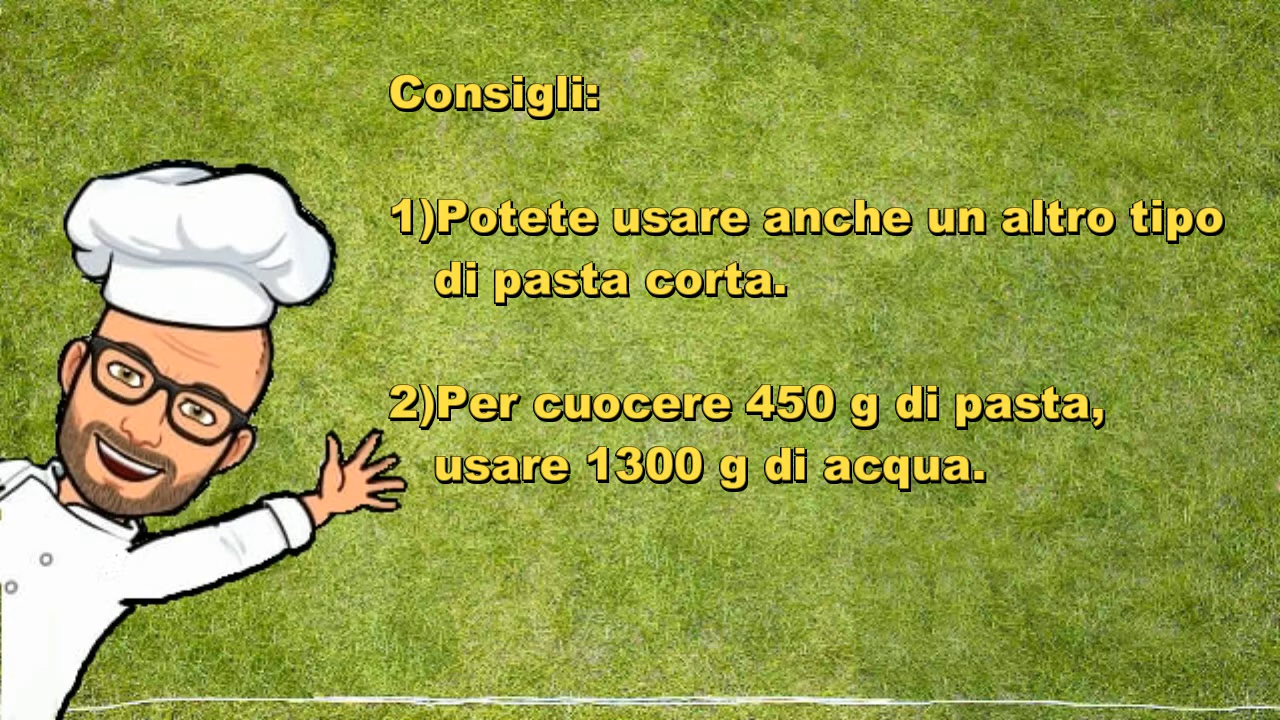 Consigli:
1)Potete usare anche un altro tipo
di pasta corta.
2)Per cuocere 450 g di pasta,
usare 1300 g di acqua.